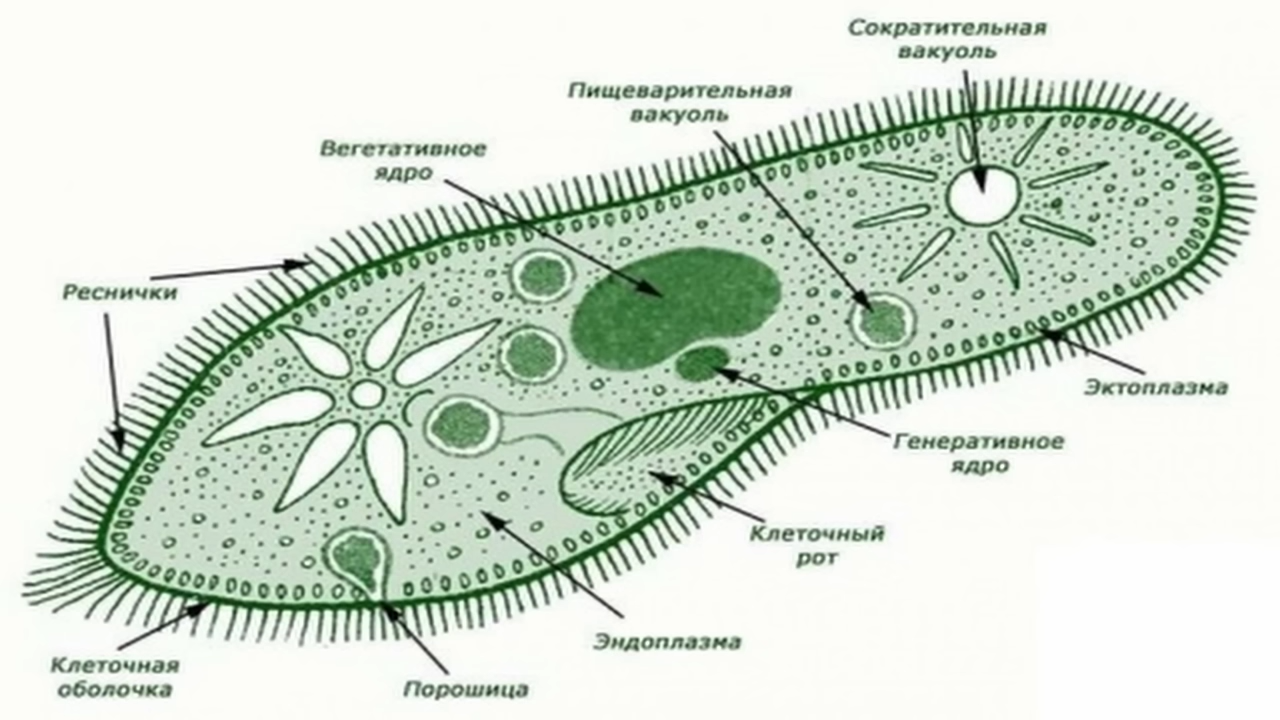 Сократительная
вакуоль
Пищеварительная
вакуоль
Вегетативное
ядро
Реснички
Эктоплазма
Генеративное
ядро
Клеточный
рот
Эндоплазма
Клеточная
оболочка
Порошица